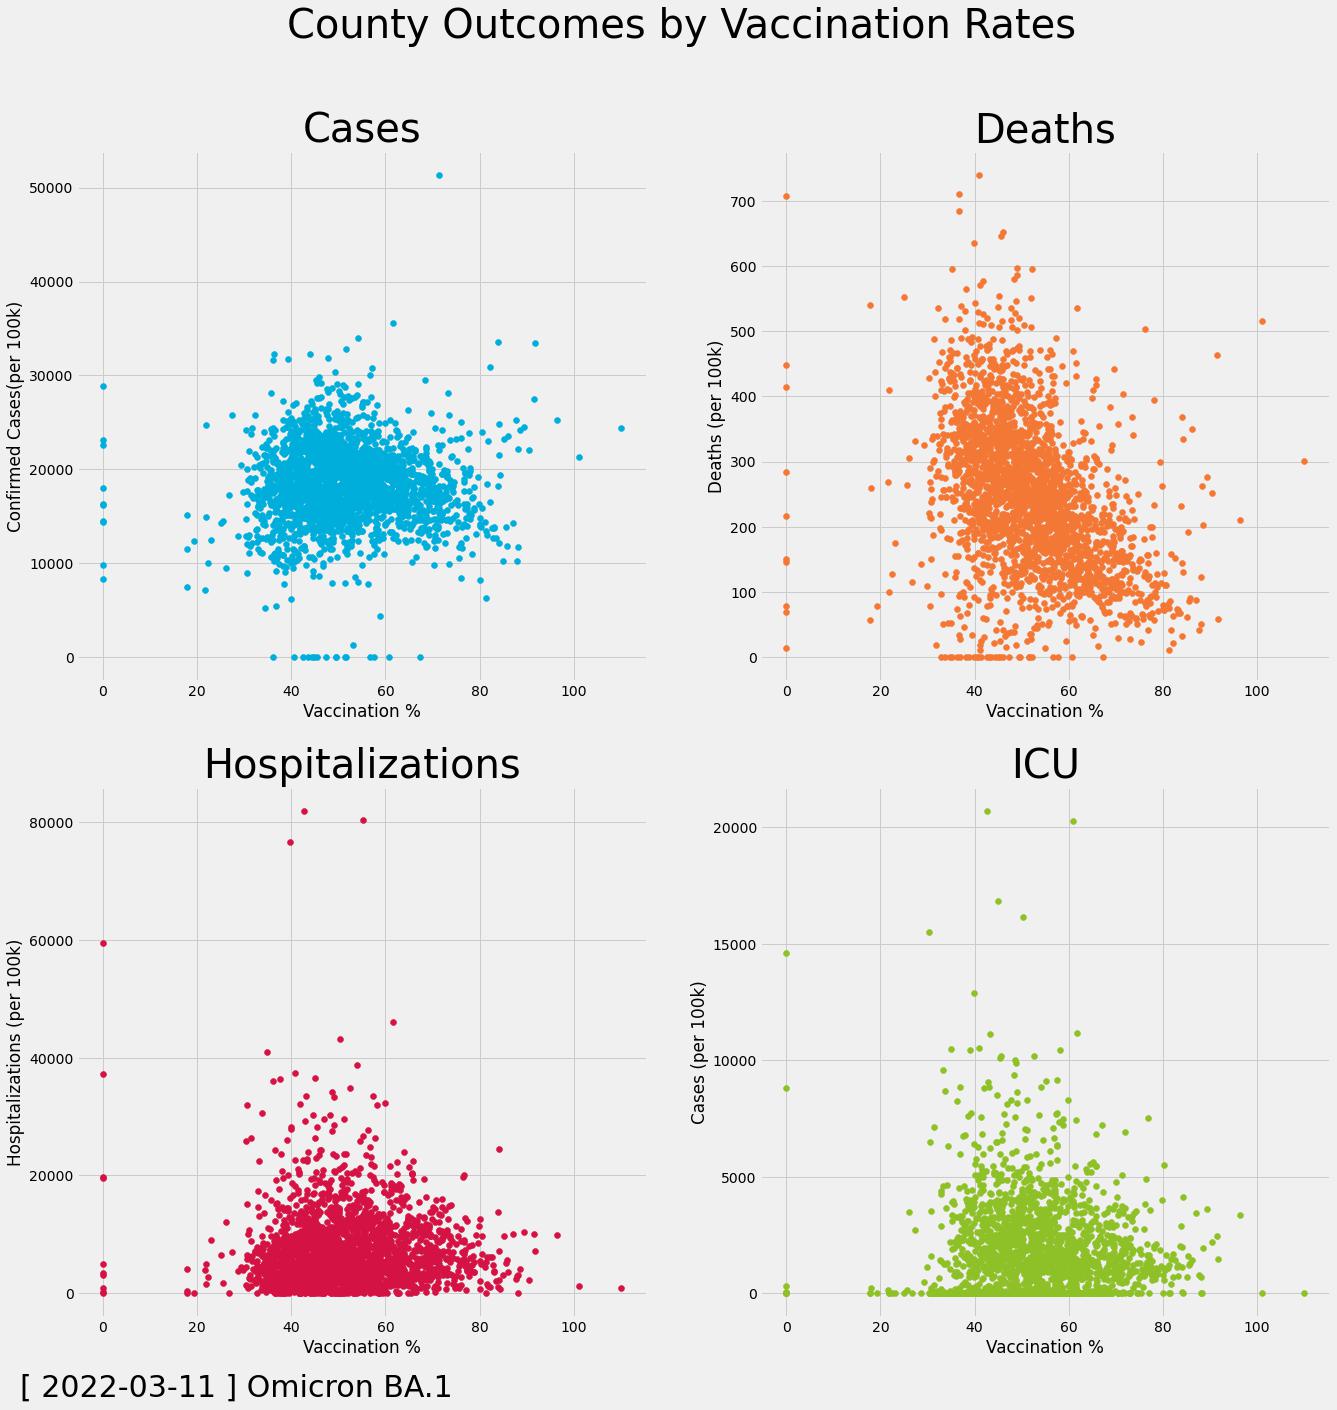 County Outcomes by Vaccination Rates
Cases
Confirmed Cases(per 100k)
50000
40000
30000
20000
10000
0
0 20 40 60 80 100
Vaccination %
Deaths
Deaths (per 100k)
700
600
500
400
300
200
100
0
0 20 40 60 80 100
Vaccination %
Hospitalizations
Hospitalizations (per 100k)
80000
60000
40000
20000
0
0 20 40 60 80 100
Vaccination %
ICU
Cases (per 100k)
20000
15000
10000
5000
0
0 20 40 60 80 100
Vaccination %
[ 2022-03-11 ] Omicron BA.1